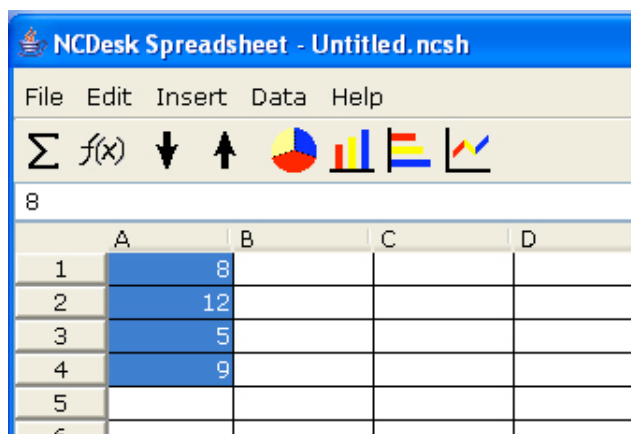 NCDesk Spreadsheet - Untitled.ncsh
File Edit Insert Data Help
Σ f(x)
8
A B C D
1 8
2 12
3 5
4 9
5